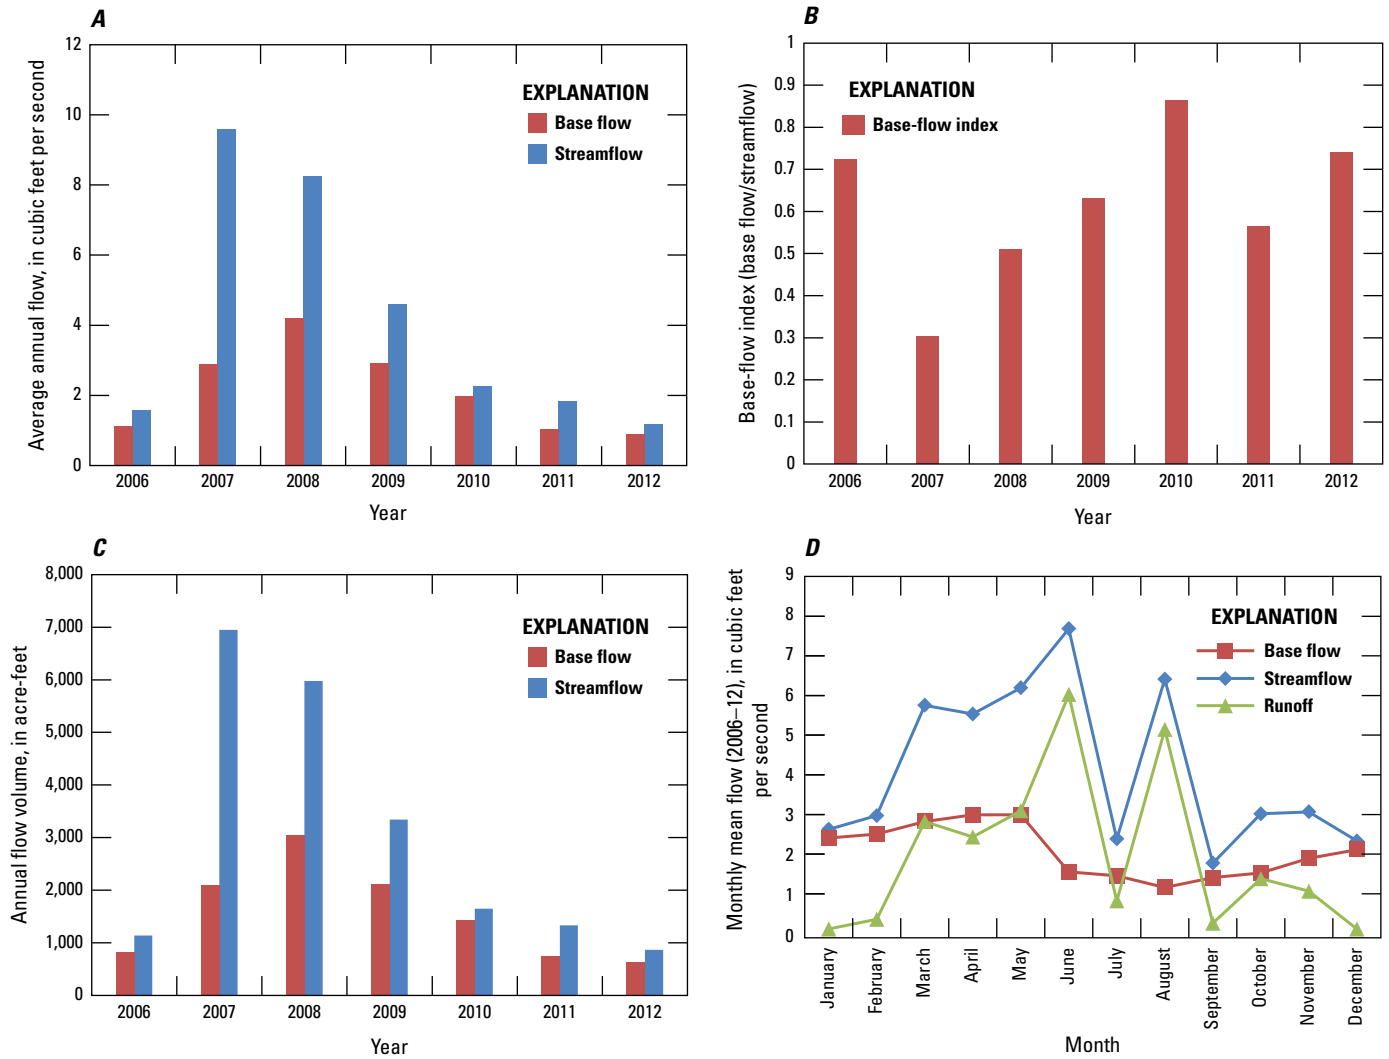 A
Average annual flow, in cubic feet per second
12
10
8
6
4
2
0
EXPLANATION
Base flow
Streamflow
2006 2007 2008 2009 2010 2011 2012
Year
B
Base-flow index (base flow/streamflow)
1
0.9
0.8
0.7
0.6
0.5
0.4
0.3
0.2
0.1
0
EXPLANATION
Base-flow index
2006 2007 2008 2009 2010 2011 2012
Year
C
Annual flow volume, in acre-feet
8,000
7,000
6,000
5,000
4,000
3,000
2,000
1,000
0
EXPLANATION
Base flow
Streamflow
2006 2007 2008 2009 2010 2011 2012
Year
D
Monthly mean flow (2006–12), in cubic feet
per second
9
8
7
6
5
4
3
2
1
0
EXPLANATION
Base flow
Streamflow
Runoff
January
February
March
April
May
June
July
August
September
October
November
December
Month